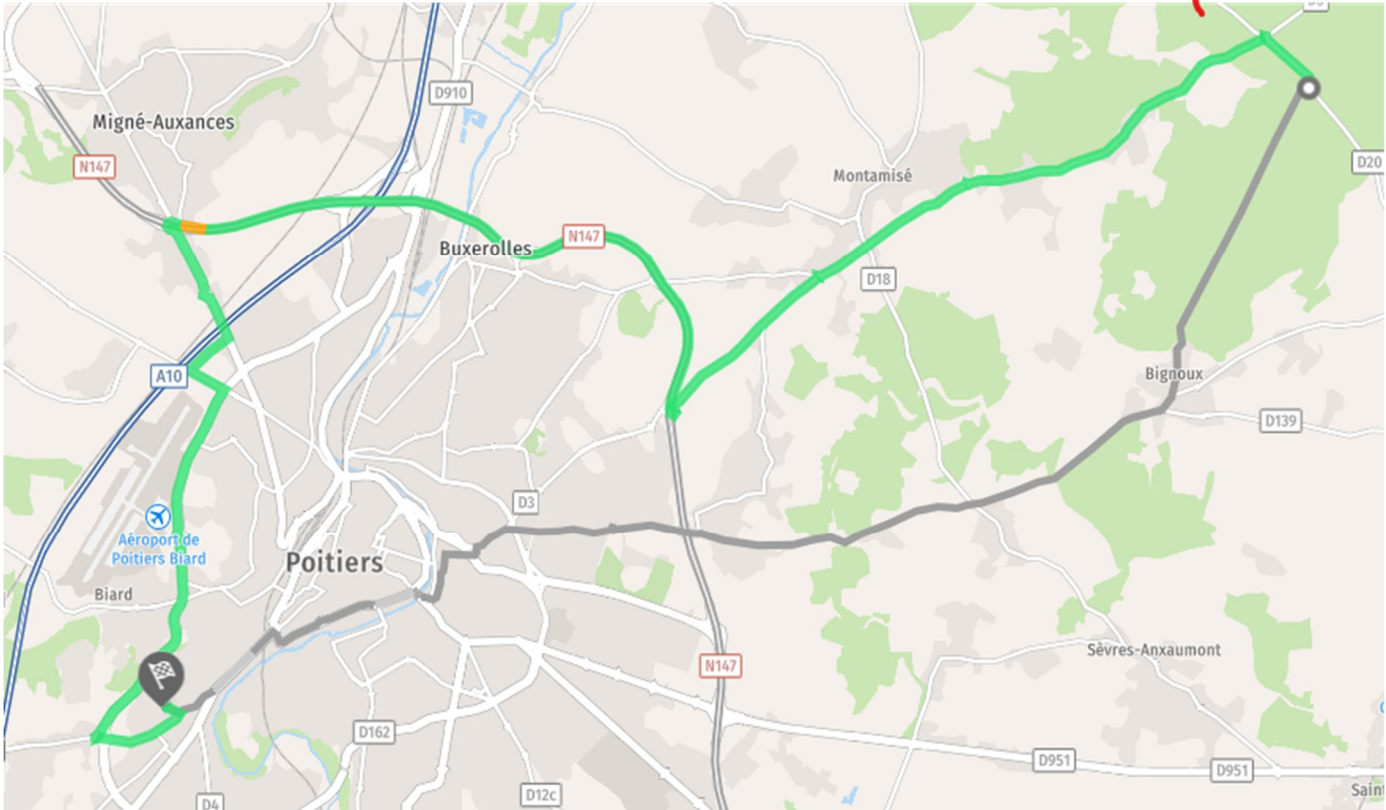 D910
Migné-Auxances
N147
D20
Montamisé
Buxerolles
N147
D18
A10
Bignoux
D139
D3
Aéroport de
Poitiers Biard
Poitiers
Biard
Sèvres-Anxaumont
N147
D162
D951
D951
D4
D12c
Saint